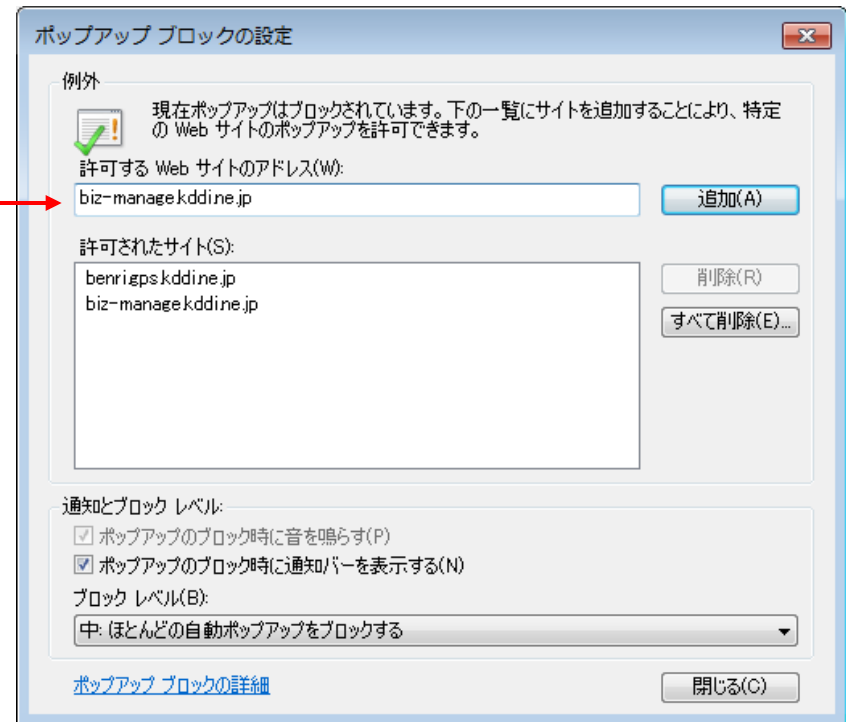 ポップアップ ブロックの設定
例外
現在ポップアップはブロックされています。下の一覧にサイトを追加することにより、特定
の Web サイトのポップアップを許可できます。
許可する Web サイトのアドレス(W):
biz-manage.kddine.jp
追加(A)
許可されたサイト(S):
benrigps.kddine.jp
削除(R)
biz-manage.kddine.jp
すべて削除(E)...
通知とブロック レベル:
ポップアップのブロック時に音を鳴らす(P)
ポップアップのブロック時に通知バーを表示する(N)
ブロック レベル(B):
中: ほとんどの自動ポップアップをブロックする
ポップアップ ブロックの詳細
閉じる(C)